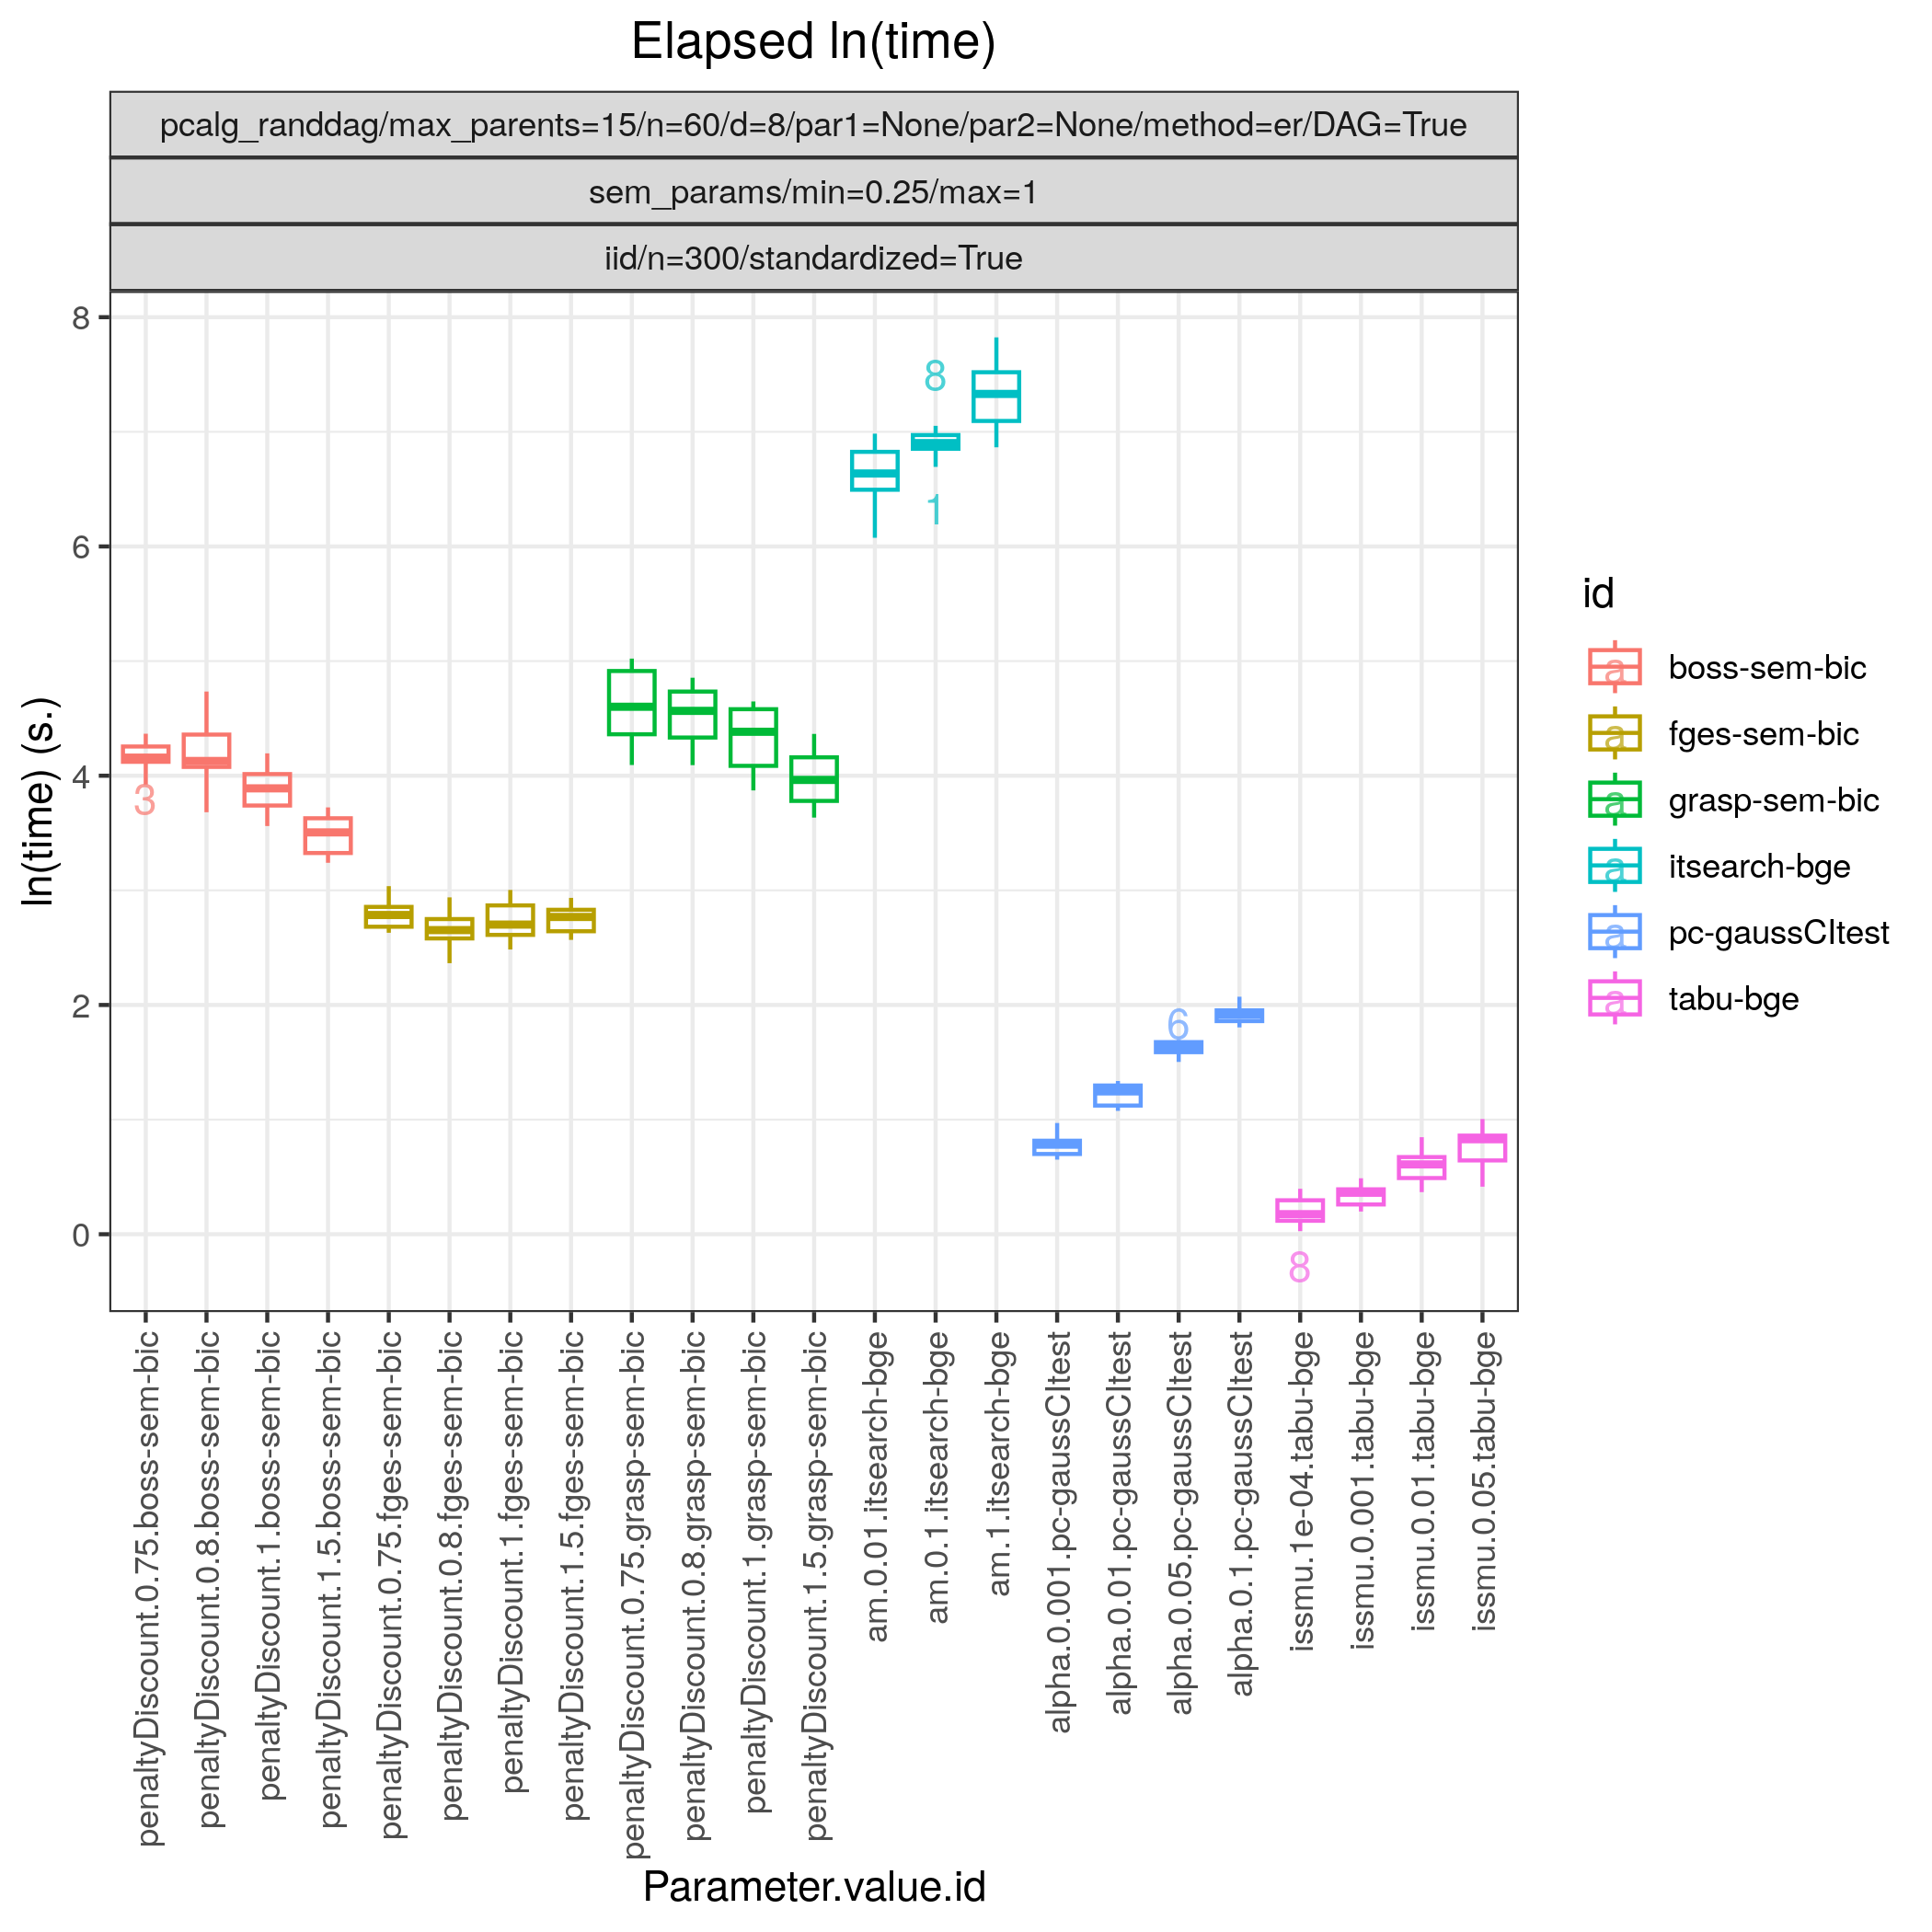 Elapsed ln(time)
pcalg_randdag/max_parents=15/n=60/d=8/par1=None/par2=None/method=er/DAG=True
sem_params/min=0.25/max=1
iid/n=300/standardized=True
ln(time) (s.)
8
6
4
2
0
3
8
1
6
8
penaltyDiscount.0.75.boss-sem-bic
penaltyDiscount.0.8.boss-sem-bic
penaltyDiscount.1.boss-sem-bic
penaltyDiscount.1.5.boss-sem-bic
penaltyDiscount.0.75.fges-sem-bic
penaltyDiscount.0.8.fges-sem-bic
penaltyDiscount.1.fges-sem-bic
penaltyDiscount.1.5.fges-sem-bic
penaltyDiscount.0.75.grasp-sem-bic
penaltyDiscount.0.8.grasp-sem-bic
penaltyDiscount.1.grasp-sem-bic
penaltyDiscount.1.5.grasp-sem-bic
am.0.01.itsearch-bge
am.0.1.itsearch-bge
am.1.itsearch-bge
alpha.0.001.pc-gaussCItest
alpha.0.01.pc-gaussCItest
alpha.0.05.pc-gaussCItest
alpha.0.1.pc-gaussCItest
issmu.1e-04.tabu-bge
issmu.0.001.tabu-bge
issmu.0.01.tabu-bge
issmu.0.05.tabu-bge
Parameter.value.id
id
a boss-sem-bic
a fges-sem-bic
a grasp-sem-bic
a itsearch-bge
a pc-gaussCItest
a tabu-bge